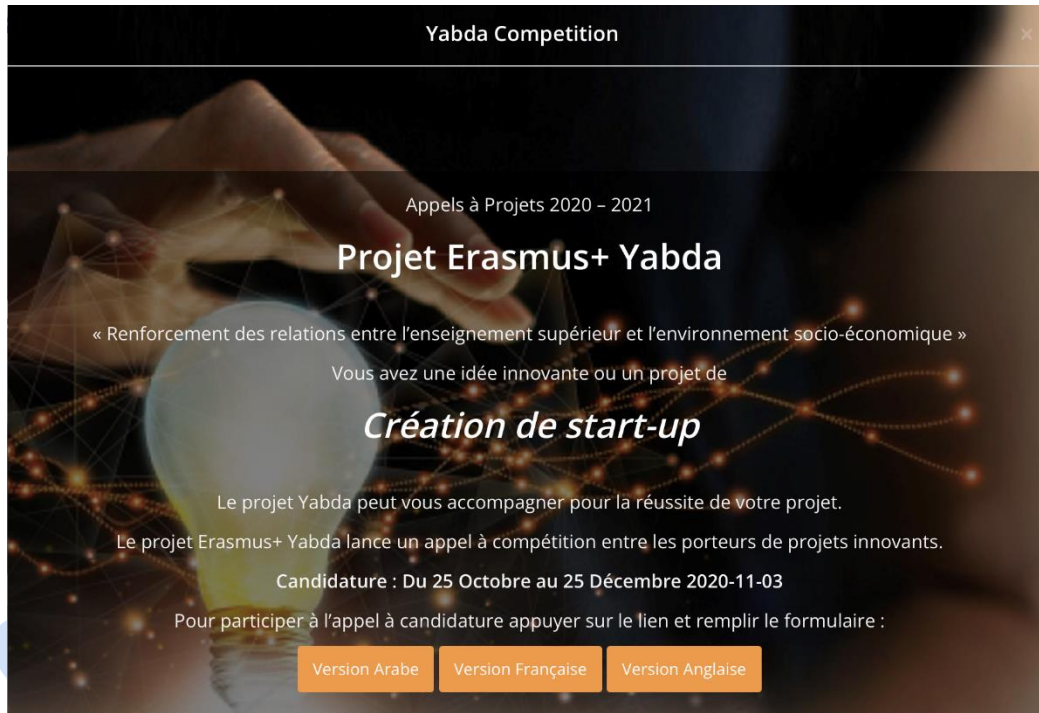 Yabda Competition
×
Appels à Projets 2020 – 2021
Projet Erasmus+ Yabda
« Renforcement des relations entre l’enseignement supérieur et l’environnement socio-économique »
Vous avez une idée innovante ou un projet de
Création de start-up
Le projet Yabda peut vous accompagner pour la réussite de votre projet.
Le projet Erasmus+ Yabda lance un appel à compétition entre les porteurs de projets innovants.
Candidature : Du 25 Octobre au 25 Décembre 2020-11-03
Pour participer à l’appel à candidature appuyer sur le lien et remplir le formulaire :
Version Arabe Version Française Version Anglaise